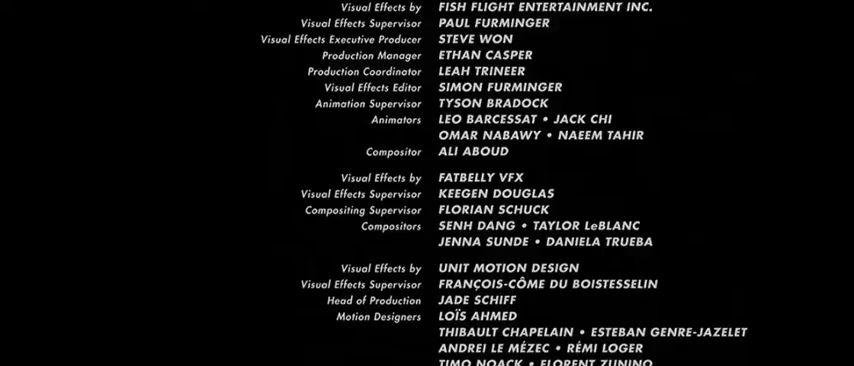 Visual Effects by FISH FLIGHT ENTERTAINMENT INC.
Visual Effects Supervisor PAUL FURMINGER
Visual Effects Executive Producer STEVE WON
Production Manager ETHAN CASPER
Production Coordinator LEAH TRINEER
Visual Effects Editor SIMON FURMINGER
Animation Supervisor TYSON BRADOCK
Animators LEO BARCESSAT • JACK CHI
OMAR NABAWY • NAEEM TAHIR
Compositor ALI ABOUD
Visual Effects by FATBELLY VFX
Visual Effects Supervisor KEEGEN DOUGLAS
Compositing Supervisor FLORIAN SCHUCK
Compositors SENH DANG • TAYLOR LeBLANC
JENNA SUNDE • DANIELA TRUEBA
Visual Effects by UNIT MOTION DESIGN
Visual Effects Supervisor FRANÇOIS-CÔME DU BOISTESSELIN
Head of Production JADE SCHIFF
Motion Designers LOÏS AHMED
THIBAULT CHAPELAIN • ESTEBAN GENRE-JAZELET
ANDREI LE MÉZEC • RÉMI LOGER
TIMO NOACK • FLORENT ZUNINO